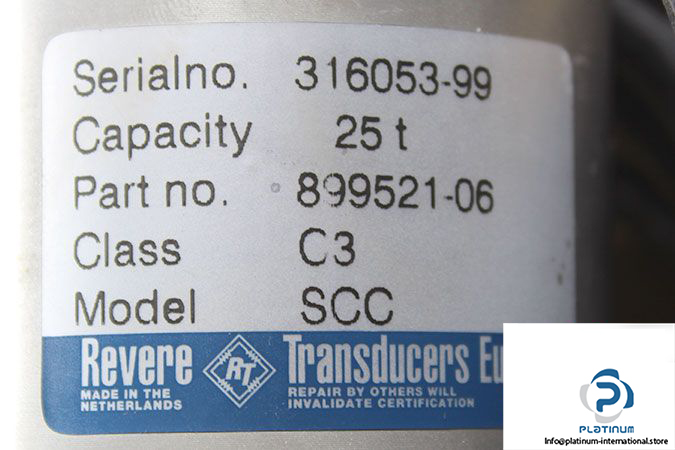 Serialno. 316053-99
Capacity 25 t
Part no. 899521-06
Class C3
Model SCC
Revere RT Transducers
MADE IN THE
NETHERLANDS
REPAIR BY OTHERS WILL
INVALIDATE CERTIFICATION
PLATINUM
Info@platinum-international.store